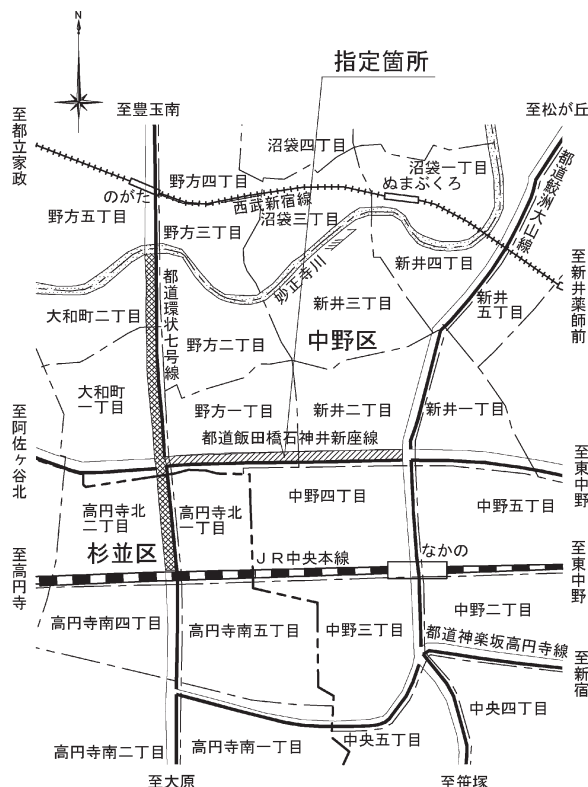 N
指定箇所
至豊玉南
至松が丘
至都立家政
沼袋四丁目
沼袋一丁目
都道鮫洲大山線
のがた
野方四丁目
ぬまぶくろ
西武新宿線
野方五丁目
沼袋三丁目
野方三丁目
妙正寺川
新井四丁目
至新井薬師前
都道環状七号線
大和町二丁目
新井三丁目
新井
五丁目
野方二丁目
中野区
大和町
一丁目
野方一丁目
新井二丁目
新井一丁目
至阿佐ヶ谷北
都道飯田橋石神井新座線
至東中野
中野四丁目
中野五丁目
高円寺北
二丁目
高円寺北
一丁目
杉並区
JR中央本線
なかの
至高円寺
至東中野
中野二丁目
高円寺南四丁目
高円寺南五丁目
中野三丁目
都道神楽坂高円寺線
至新宿
中央四丁目
高円寺南二丁目
高円寺南一丁目
中央五丁目
至大原
至笹塚